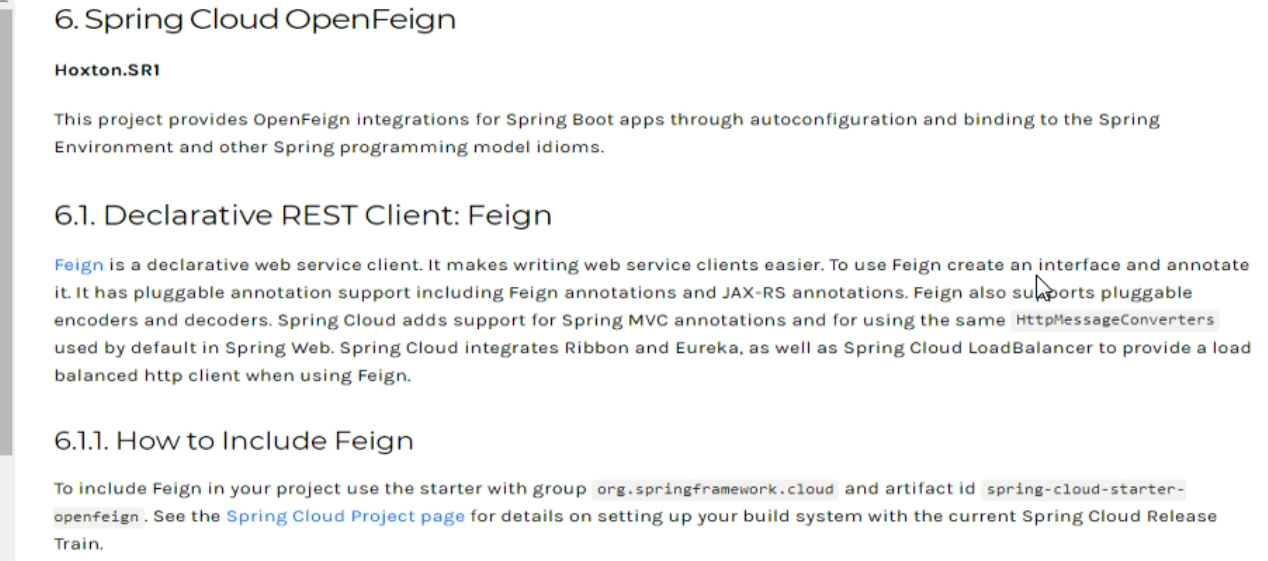 6. Spring Cloud OpenFeign
Hoxton.SR1
This project provides OpenFeign integrations for Spring Boot apps through autoconfiguration and binding to the Spring
Environment and other Spring programming model idioms.
6.1. Declarative REST Client: Feign
Feign is a declarative web service client. It makes writing web service clients easier. To use Feign create an interface and annotate
it. It has pluggable annotation support including Feign annotations and JAX-RS annotations. Feign also supports pluggable
encoders and decoders. Spring Cloud adds support for Spring MVC annotations and for using the same HttpMessageConverters
used by default in Spring Web. Spring Cloud integrates Ribbon and Eureka, as well as Spring Cloud LoadBalancer to provide a load
balanced http client when using Feign.
6.1.1. How to Include Feign
To include Feign in your project use the starter with group org.springframework.cloud and artifact id spring-cloud-starter-
openfeign. See the Spring Cloud Project page for details on setting up your build system with the current Spring Cloud Release
Train.